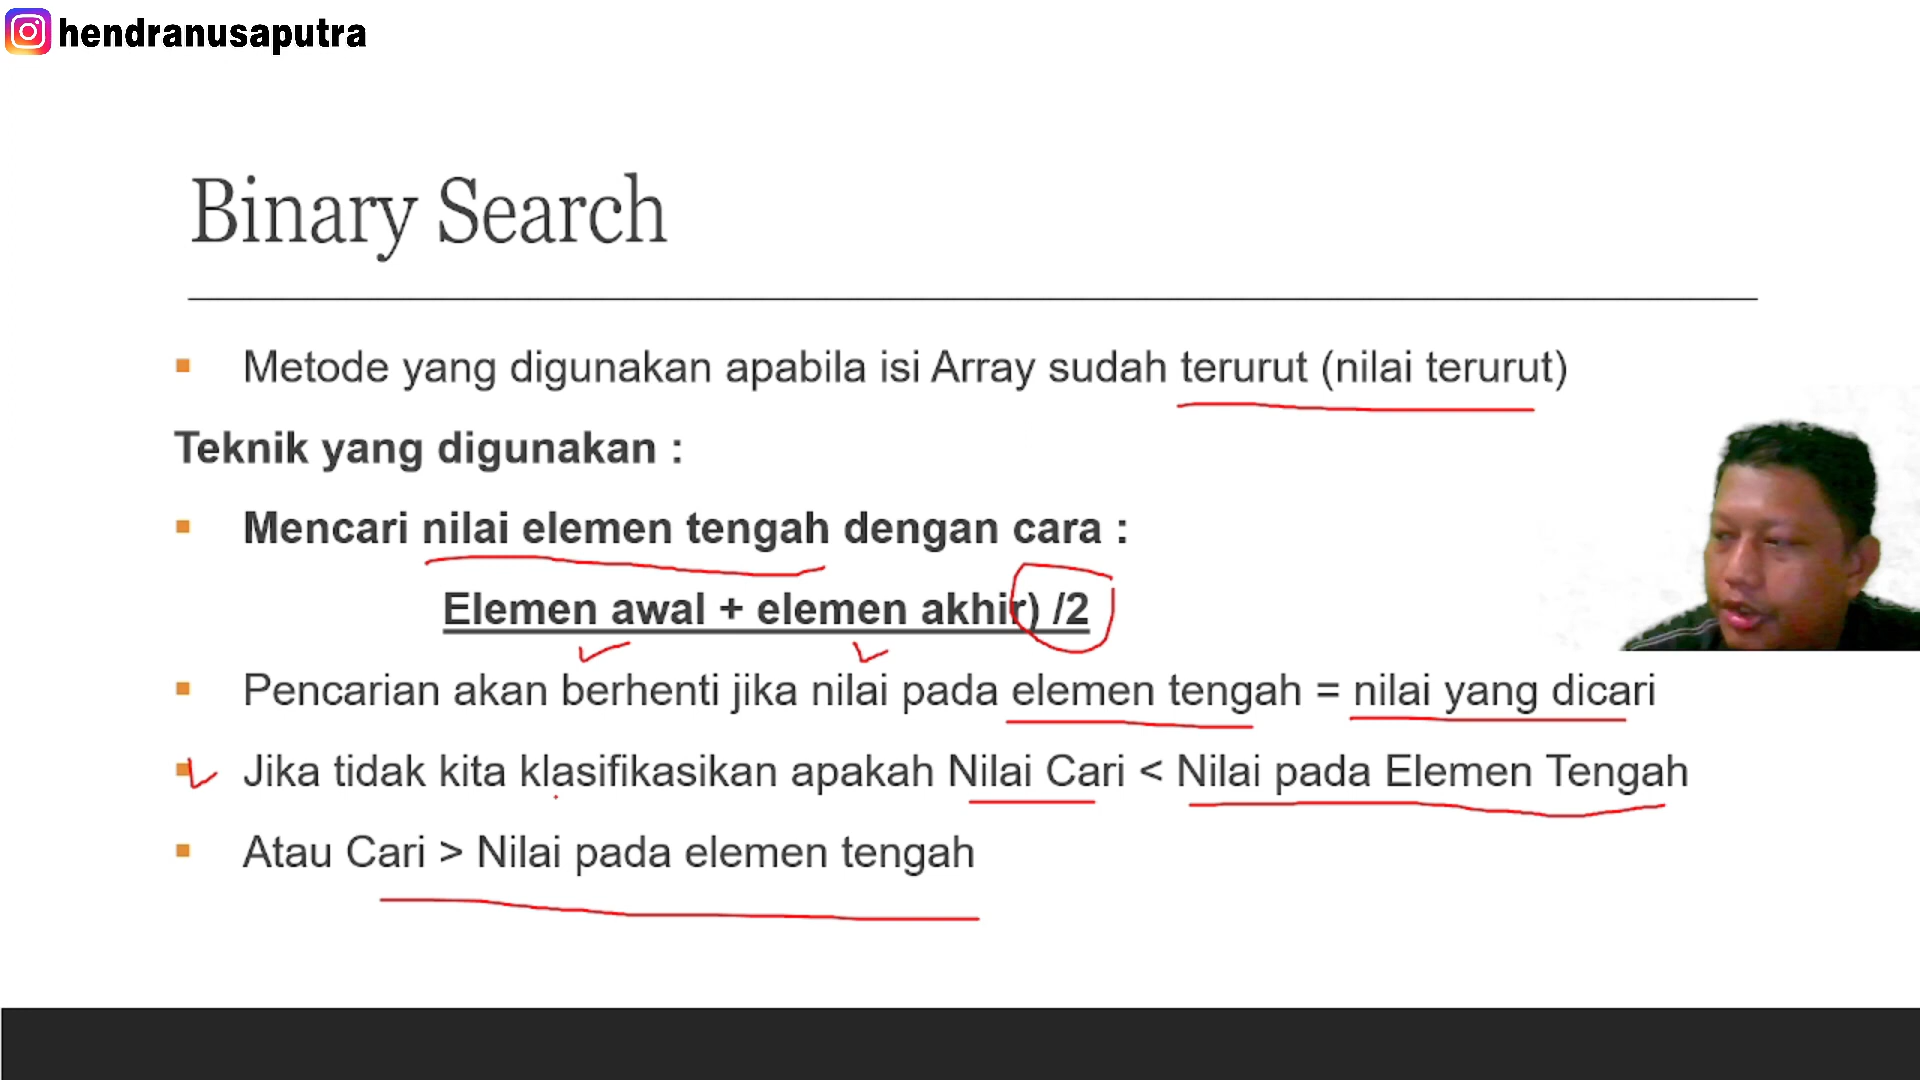 hendranusaputra
Binary Search
Metode yang digunakan apabila isi Array sudah terurut (nilai terurut)
Teknik yang digunakan :
Mencari nilai elemen tengah dengan cara :
Elemen awal + elemen akhir) /2
Pencarian akan berhenti jika nilai pada elemen tengah = nilai yang dicari
Jika tidak kita klasifikasikan apakah Nilai Cari < Nilai pada Elemen Tengah
Atau Cari > Nilai pada elemen tengah